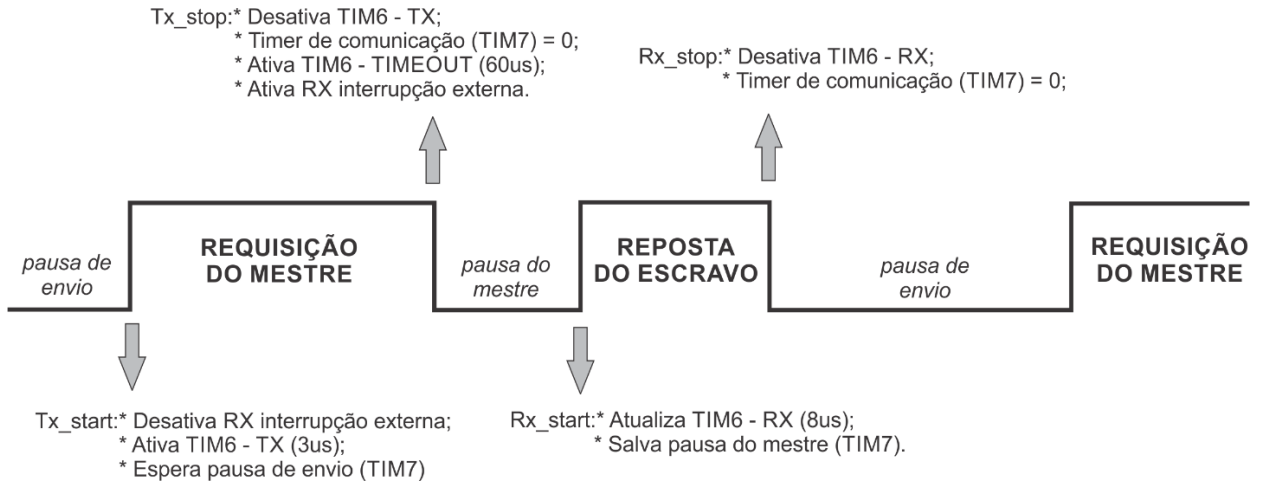 Tx_stop:* Desativa TIM6 - TX;
* Timer de comunicação (TIM7) = 0;
* Ativa TIM6 - TIMEOUT (60us);
* Ativa RX interrupção externa.
Rx_stop:* Desativa TIM6 - RX;
* Timer de comunicação (TIM7) = 0;
pausa de
envio
REQUISIÇÃO
DO MESTRE
pausa do
mestre
REPOSTA
DO ESCRAVO
pausa de
envio
REQUISIÇÃO
DO MESTRE
Tx_start:* Desativa RX interrupção externa;
* Ativa TIM6 - TX (3us);
* Espera pausa de envio (TIM7)
Rx_start:* Atualiza TIM6 - RX (8us);
* Salva pausa do mestre (TIM7).